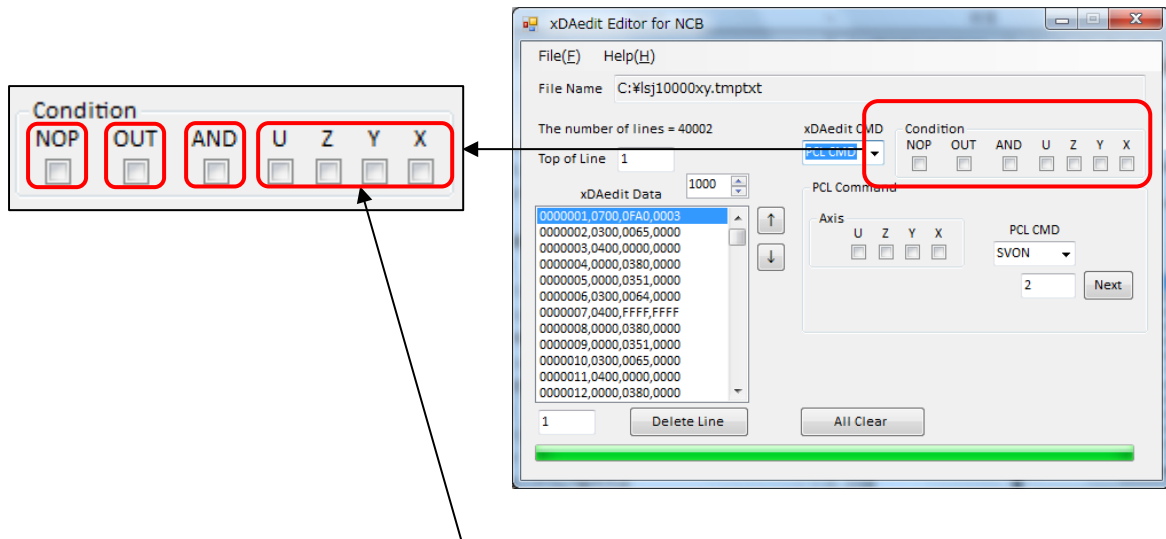 xDAedit Editor for NCB
File(F) Help(H)
File Name C:¥lsj10000xy.tmptxt
The number of lines = 40002
Top of Line 1
xDAedit Data 1000
0000001,0700,0FA0,0003
0000002,0300,0065,0000
0000003,0400,0000,0000
0000004,0000,0380,0000
0000005,0000,0351,0000
0000006,0300,0064,0000
0000007,0400,FFFF,FFFF
0000008,0000,0380,0000
0000009,0000,0351,0000
0000010,0300,0065,0000
0000011,0400,0000,0000
0000012,0000,0380,0000
↑
↓
1 Delete Line
xDAedit CMD
PCL CMD
Condition
NOP OUT AND U Z Y X
PCL Command
Axis
U Z Y X
PCL CMD
SVON
2 Next
All Clear
Condition
NOP OUT AND U Z Y X